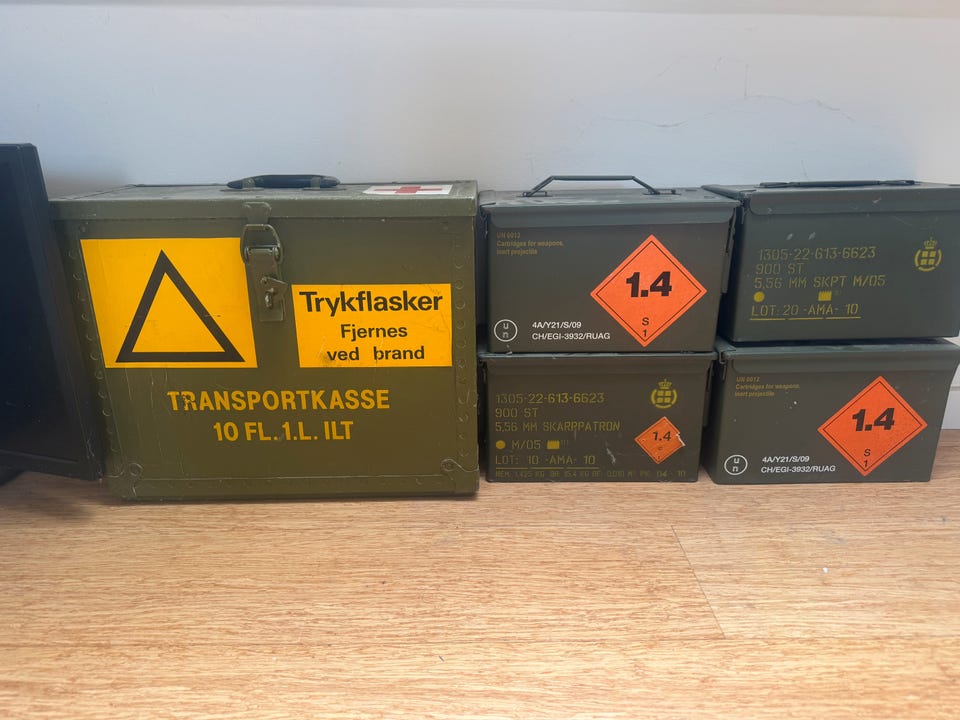 Trykflasker
Fjernes
ved brand
TRANSPORTKASSE
10 FL.1L. ILT
UN 0012
Cartridges for weapons,
inert projectile
1.4
S
1
un
4A/Y21/S/09
CH/EGI-3932/RUAG
1305-22-613-6623
900 ST
5,56 MM SKARPPATRON
M/05
LOT: 10 -AMA- 10
1.4
1305-22-613-6623
900 ST
5,56 MM SKPT M/05
LOT: 20 -AMA- 10
UN 0012
Cartridges for weapons,
inert projectile
1.4
S
1
un
4A/Y21/S/09
CH/EGI-3932/RUAG